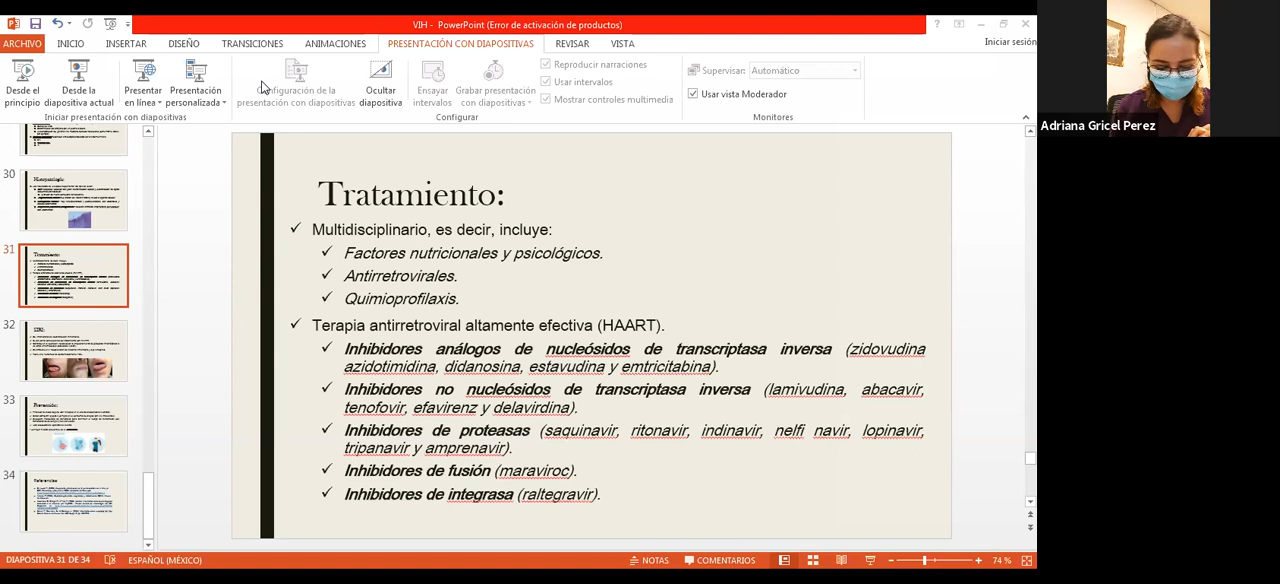 VIH - PowerPoint (Error de activación de productos)
ARCHIVO INICIO INSERTAR DISEÑO TRANSICIONES ANIMACIONES PRESENTACIÓN CON DIAPOSITIVAS REVISAR VISTA Iniciar sesión
Desde el principio
Desde la diapositiva actual
Presentar en línea
Presentación personalizada
Configuración de la presentación con diapositivas
Ocultar diapositiva
Ensayar intervalos
Grabar presentación con diapositivas
Reproducir narraciones
Usar intervalos
Mostrar controles multimedia
Supervisar: Automático
Usar vista Moderador
Iniciar presentación con diapositivas Configurar Monitores
Adriana Gricel Perez
30
31
32
33
34
Tratamiento:
Multidisciplinario, es decir, incluye:
Factores nutricionales y psicológicos.
Antirretrovirales.
Quimioprofilaxis.
Terapia antirretroviral altamente efectiva (HAART).
Inhibidores análogos de nucleósidos de transcriptasa inversa (zidovudina
azidotimidina, didanosina, estavudina y emtricitabina).
Inhibidores no nucleósidos de transcriptasa inversa (lamivudina, abacavir,
tenofovir, efavirenz y delavirdina).
Inhibidores de proteasas (saquinavir, ritonavir, indinavir, nelfi navir, lopinavir,
tripanavir y amprenavir).
Inhibidores de fusión (maraviroc).
Inhibidores de integrasa (raltegravir).
DIAPOSITIVA 31 DE 34 ESPAÑOL (MÉXICO) NOTAS COMENTARIOS 74 %